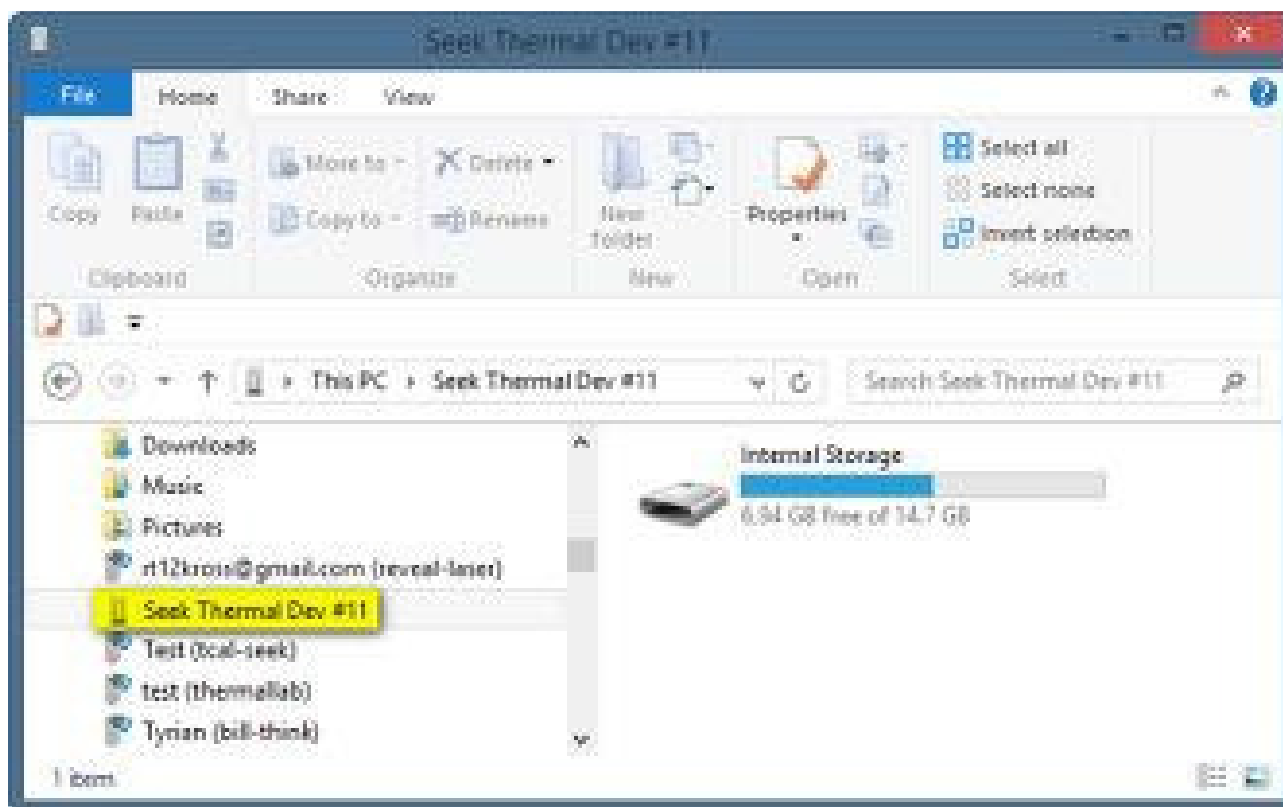 Seek Thermal Dev #11
File Home Share View
Copy Paste
Move to Delete
Copy to Rename
New folder
Properties
Select all
Select none
Invert selection
Clipboard Organize New Open Select
This PC Seek Thermal Dev #11 Search Seek Thermal Dev #11
Downloads
Music
Pictures
rt12kross@gmail.com (reveal-laser)
Seek Thermal Dev #11
Test (tcal-seek)
test (thermallab)
Tyrian (bill-think)
Internal Storage
6.94 GB free of 14.7 GB
1 item